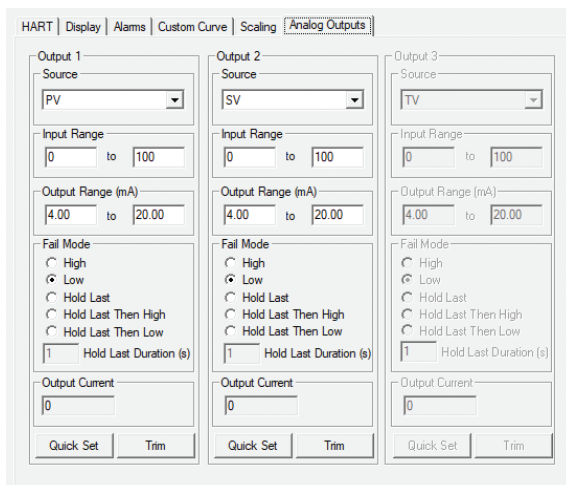 HART Display Alarms Custom Curve Scaling Analog Outputs
Output 1
Source
PV
Input Range
0 to 100
Output Range (mA)
4.00 to 20.00
Fail Mode
High
Low
Hold Last
Hold Last Then High
Hold Last Then Low
1 Hold Last Duration (s)
Output Current
0
Quick Set Trim
Output 2
Source
SV
Input Range
0 to 100
Output Range (mA)
4.00 to 20.00
Fail Mode
High
Low
Hold Last
Hold Last Then High
Hold Last Then Low
1 Hold Last Duration (s)
Output Current
0
Quick Set Trim
Output 3
Source
TV
Input Range
0 to 100
Output Range (mA)
4.00 to 20.00
Fail Mode
High
Low
Hold Last
Hold Last Then High
Hold Last Then Low
1 Hold Last Duration (s)
Output Current
0
Quick Set Trim